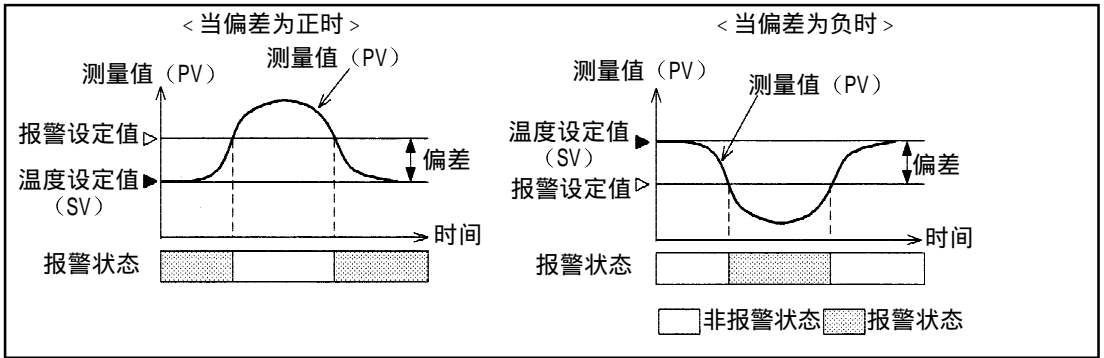 ＜当偏差为正时＞
测量值（PV）
测量值（PV）
报警设定值
偏差
温度设定值
（SV）
时间
报警状态
＜当偏差为负时＞
测量值（PV）
测量值（PV）
温度设定值
（SV）
偏差
报警设定值
时间
报警状态
非报警状态
报警状态